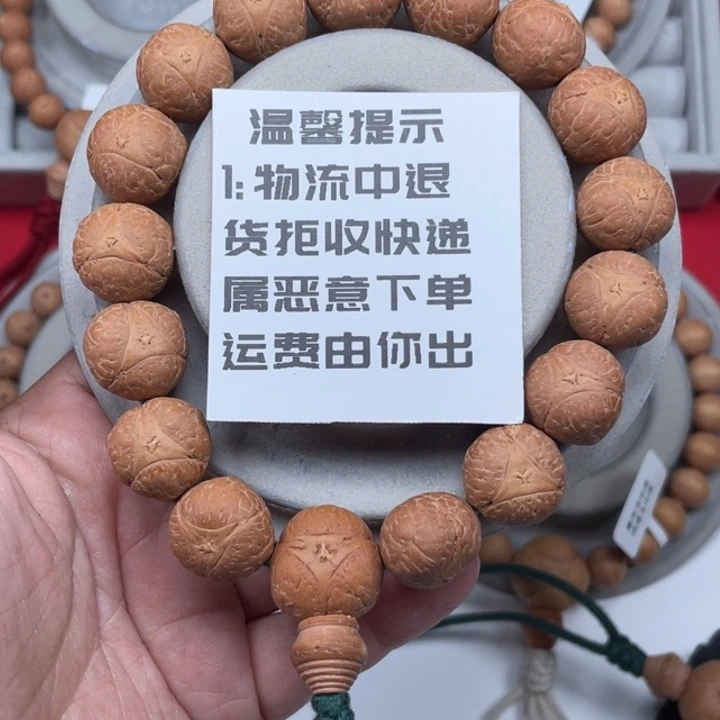 温馨提示
1:物流中退
货拒收快递
属恶意下单
运费由你出